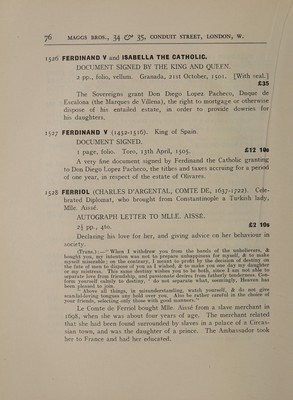 76 MAGGS BROS., 34 & 35, CONDUIT STREET, LONDON, W.
1526 FERDINAND V and ISABELLA THE CATHOLIC.
DOCUMENT SIGNED BY THE KING AND QUEEN.
2 pp., folio, vellum. Granada, 21st October, 1501. [With seal.]
£35
The Sovereigns grant Don Diego Lopez Pacheco, Duque de
Escalona (the Marques de Villena), the right to mortgage or otherwise
dispose of his entailed estate, in order to provide dowries for
his daughters.
1527 FERDINAND V (1452-1516). King of Spain.
DOCUMENT SIGNED.
1 page, folio. Toro, 13th April, 1505. £12 10s
A very fine document signed by Ferdinand the Catholic granting
to Don Diego Lopez Pacheco, the tithes and taxes accruing for a period
of one year, in respect of the estate of Olivares.
1528 FERRIOL (CHARLES D'ARGENTAL, COMTE DE, 1637-1722). Cele-
brated Diplomat, who brought from Constantinople a Turkish lady,
Mlle. Aissé.
AUTOGRAPH LETTER TO MLLE. AISSE.
2½ pp., 4to. £2 10s
Declaring his love for her, and giving advice on her behaviour in
society.
(Trans.):—" When I withdrew you from the hands of the unbelievers, &
bought you, my intention was not to prepare unhappiness for myself, & to make
myself miserable; on the contrary, I meant to profit by the decision of destiny on
the fate of men to dispose of you as I wished, & to make you one day my daughter
or my mistress. This same destiny wishes you to be both, since I am not able to
separate love from friendship, and passionate desires from fatherly tenderness. Con-
form yourself calmly to destiny, & do not separate what, seemingly, Heaven has
been pleased to join.
" Above all things, in misunderstanding, watch yourself, & do not give
scandal-loving tongues any hold over you. Also be rather careful in the choice of
your friends, selecting only those with good manners."
Le Comte de Ferriol bought Mlle. Aissé from a slave merchant in
1698, when she was about four years of age. The merchant related
that she had been found surrounded by slaves in a palace of a Circas-
sian town, and was the daughter of a prince. The Ambassador took
her to France and had her educated.